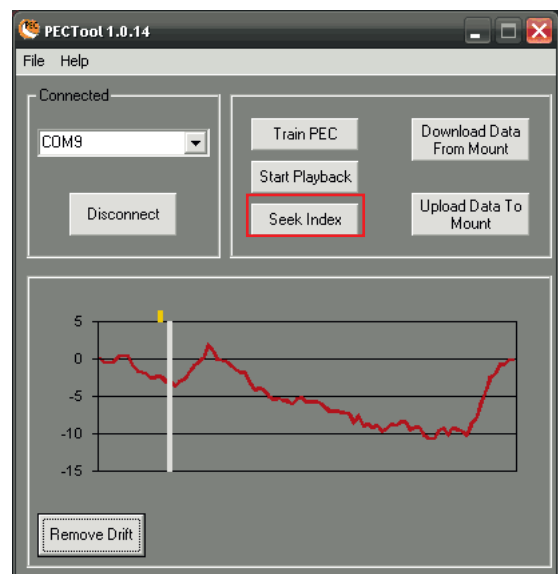 PECTool 1.0.14
File Help
Connected
COM9
Disconnect
Train PEC
Start Playback
Seek Index
Download Data
From Mount
Upload Data To
Mount
5
0
-5
-10
-15
Remove Drift